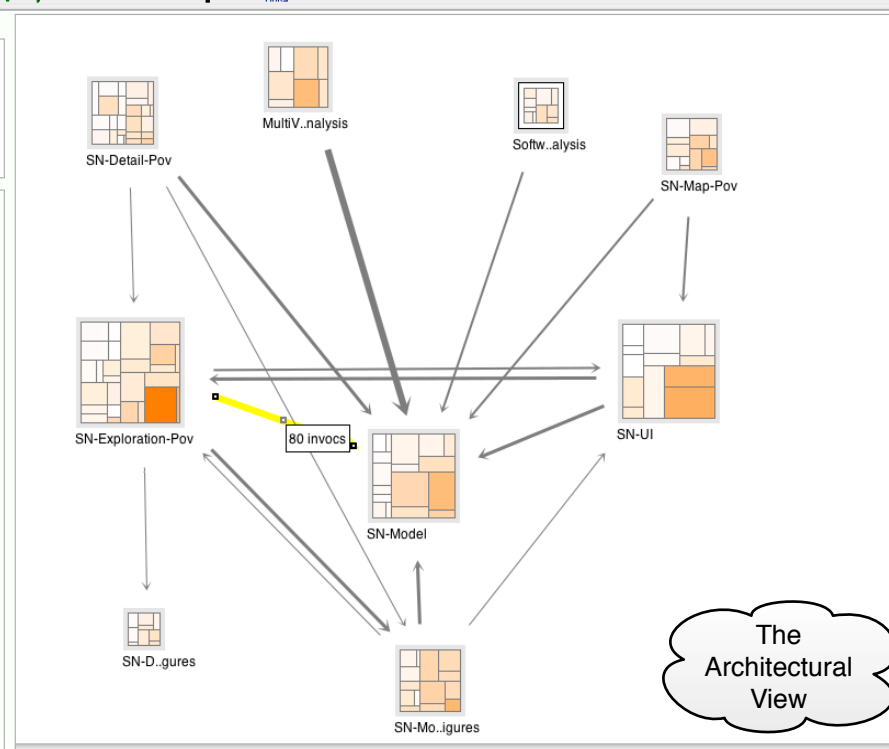 MultiV..nalysis
Softw..alysis
SN-Detail-Pov
SN-Map-Pov
SN-Exploration-Pov
80 invocs
SN-UI
SN-Model
SN-D..gures
SN-Mo..igures
The
Architectural
View